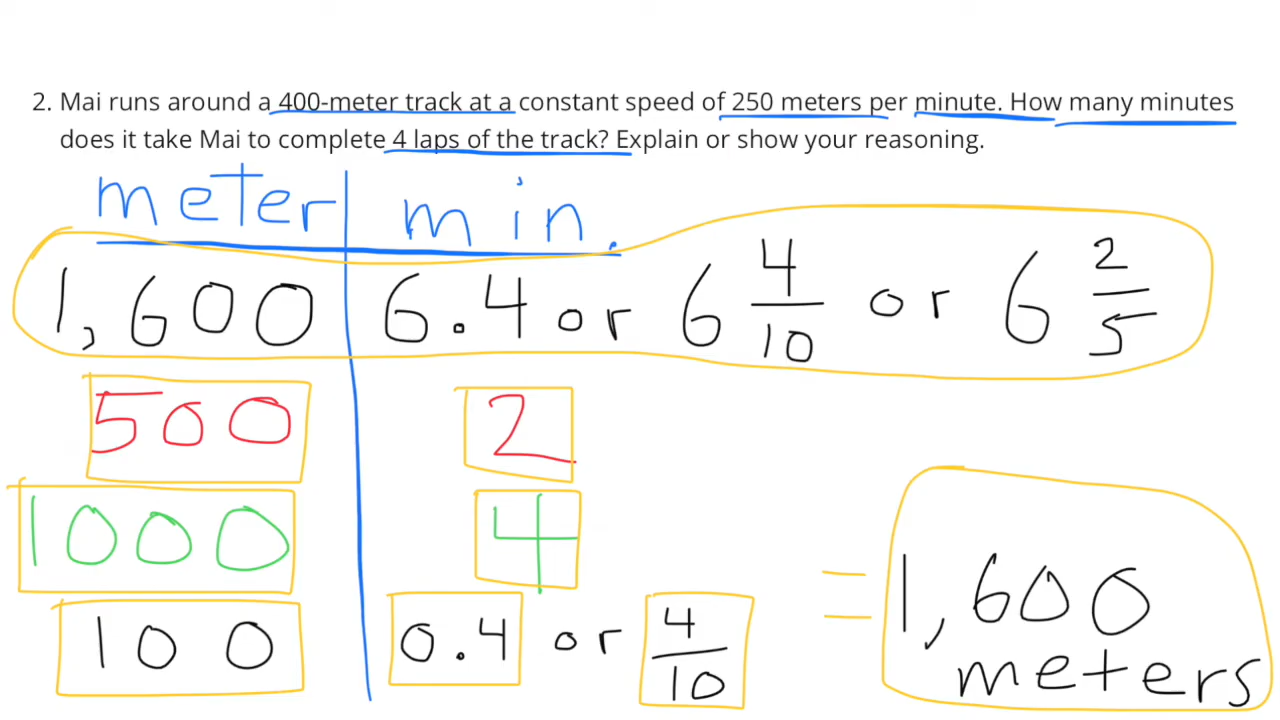 2. Mai runs around a 400-meter track at a constant speed of 250 meters per minute. How many minutes
does it take Mai to complete 4 laps of the track? Explain or show your reasoning.
meter min.
1,600 6.4 or 6 4/10 or 6 2/5
500 2
1000 4
100 0.4 or 4/10
= 1,600
meters